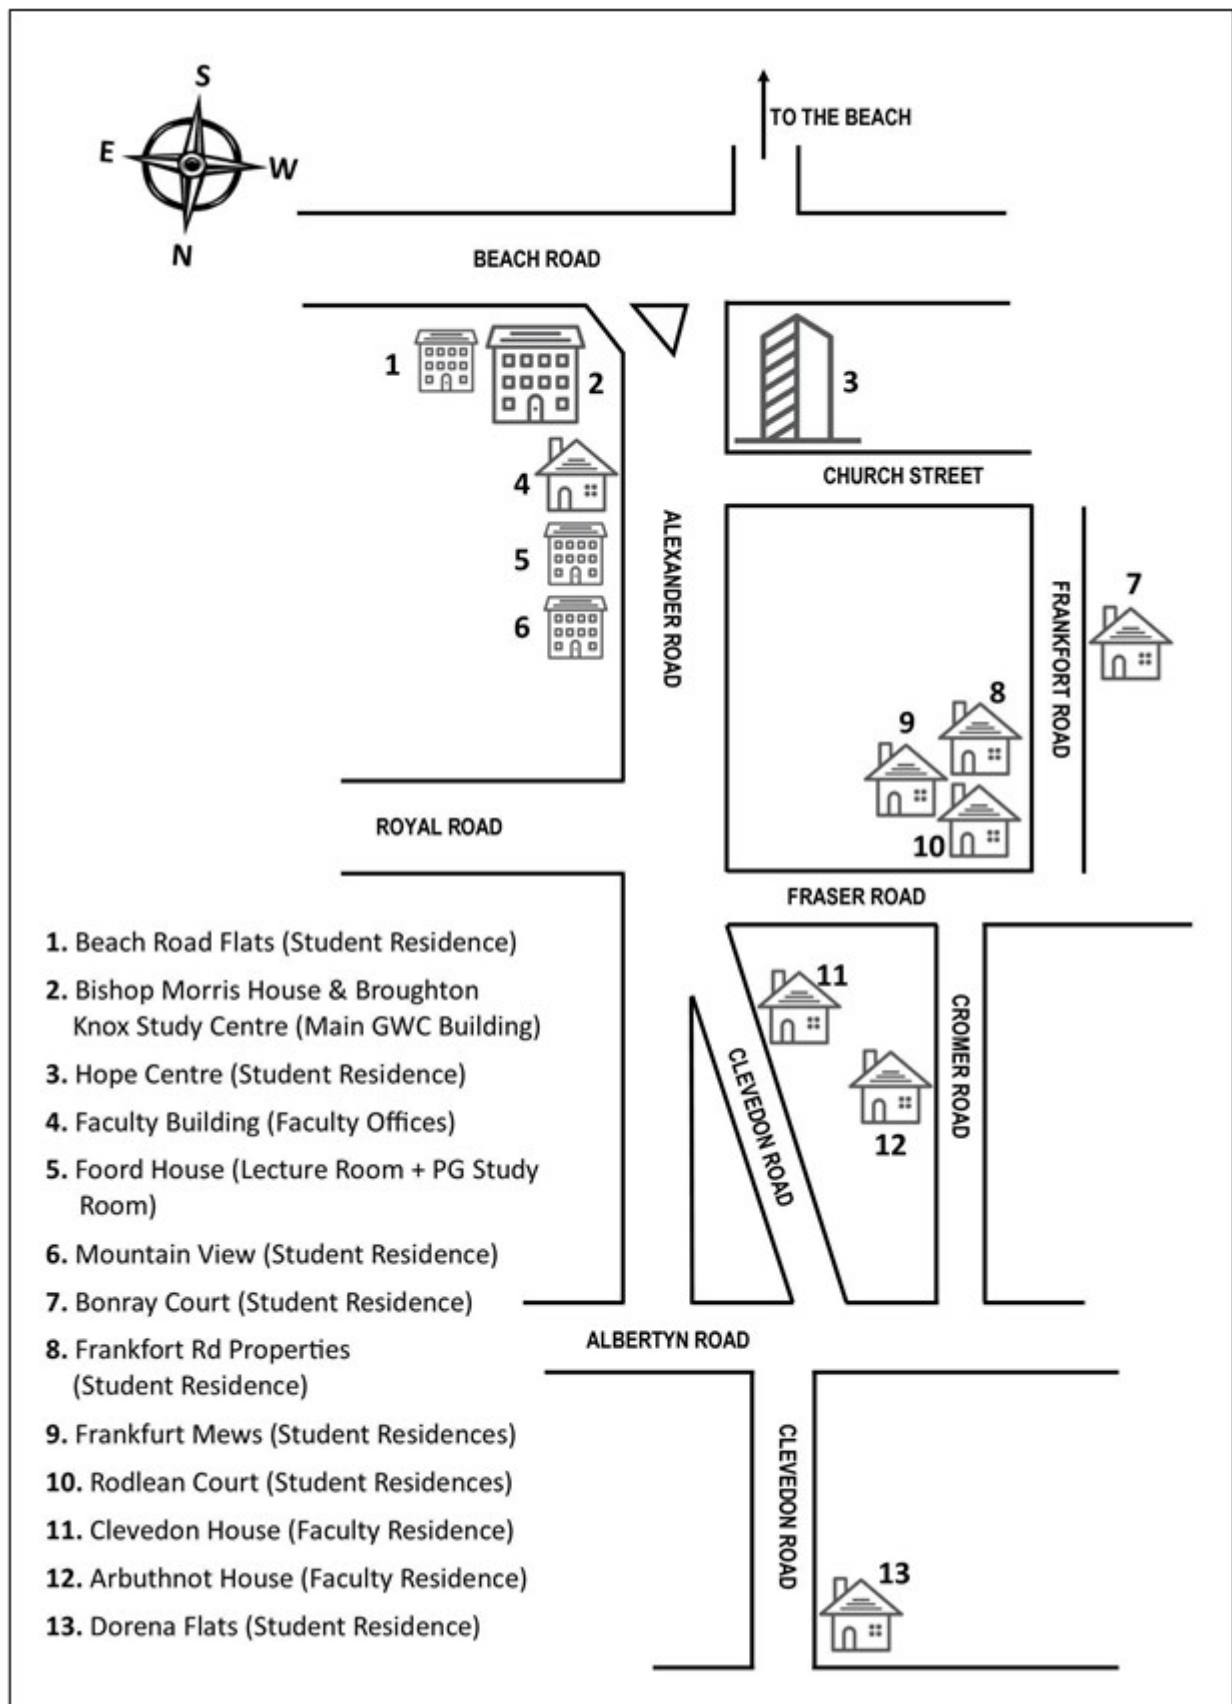 S
E
W
N
TO THE BEACH
BEACH ROAD
1
2
3
4
CHURCH STREET
5
6
ALEXANDER ROAD
7
FRANKFORT ROAD
8
9
10
ROYAL ROAD
FRASER ROAD
11
CLEVEDON ROAD
12
CROMER ROAD
ALBERTYN ROAD
CLEVEDON ROAD
13
1. Beach Road Flats (Student Residence)
2. Bishop Morris House & Broughton
Knox Study Centre (Main GWC Building)
3. Hope Centre (Student Residence)
4. Faculty Building (Faculty Offices)
5. Foord House (Lecture Room + PG Study
Room)
6. Mountain View (Student Residence)
7. Bonray Court (Student Residence)
8. Frankfort Rd Properties
(Student Residence)
9. Frankfurt Mews (Student Residences)
10. Rodlean Court (Student Residences)
11. Clevedon House (Faculty Residence)
12. Arbuthnot House (Faculty Residence)
13. Dorena Flats (Student Residence)